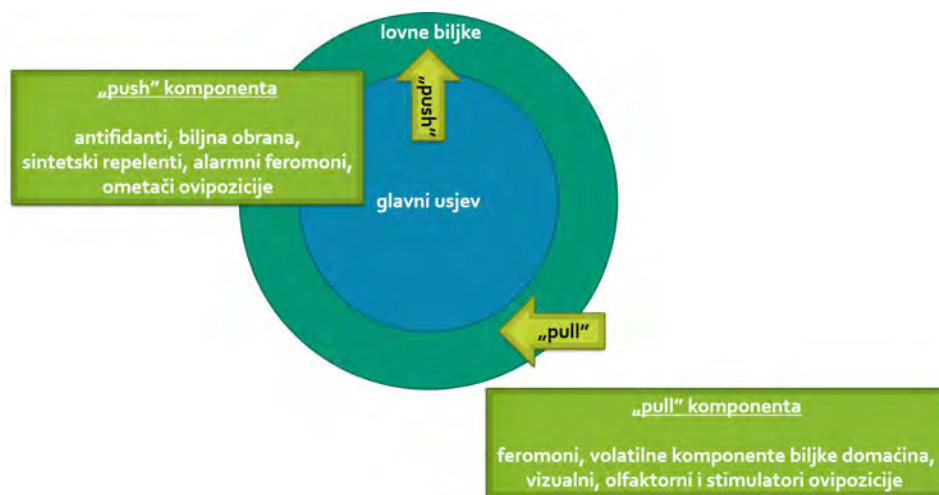 lovne biljke
„push” komponenta
antifidanti, biljna obrana,
sintetski repelenti, alarmni feromoni,
ometači ovipozicije
„push”
glavni usjev
„pull”
„pull” komponenta
feromoni, volatilne komponente biljke domaćina,
vizualni, olfaktorni i stimulatori ovipozicije